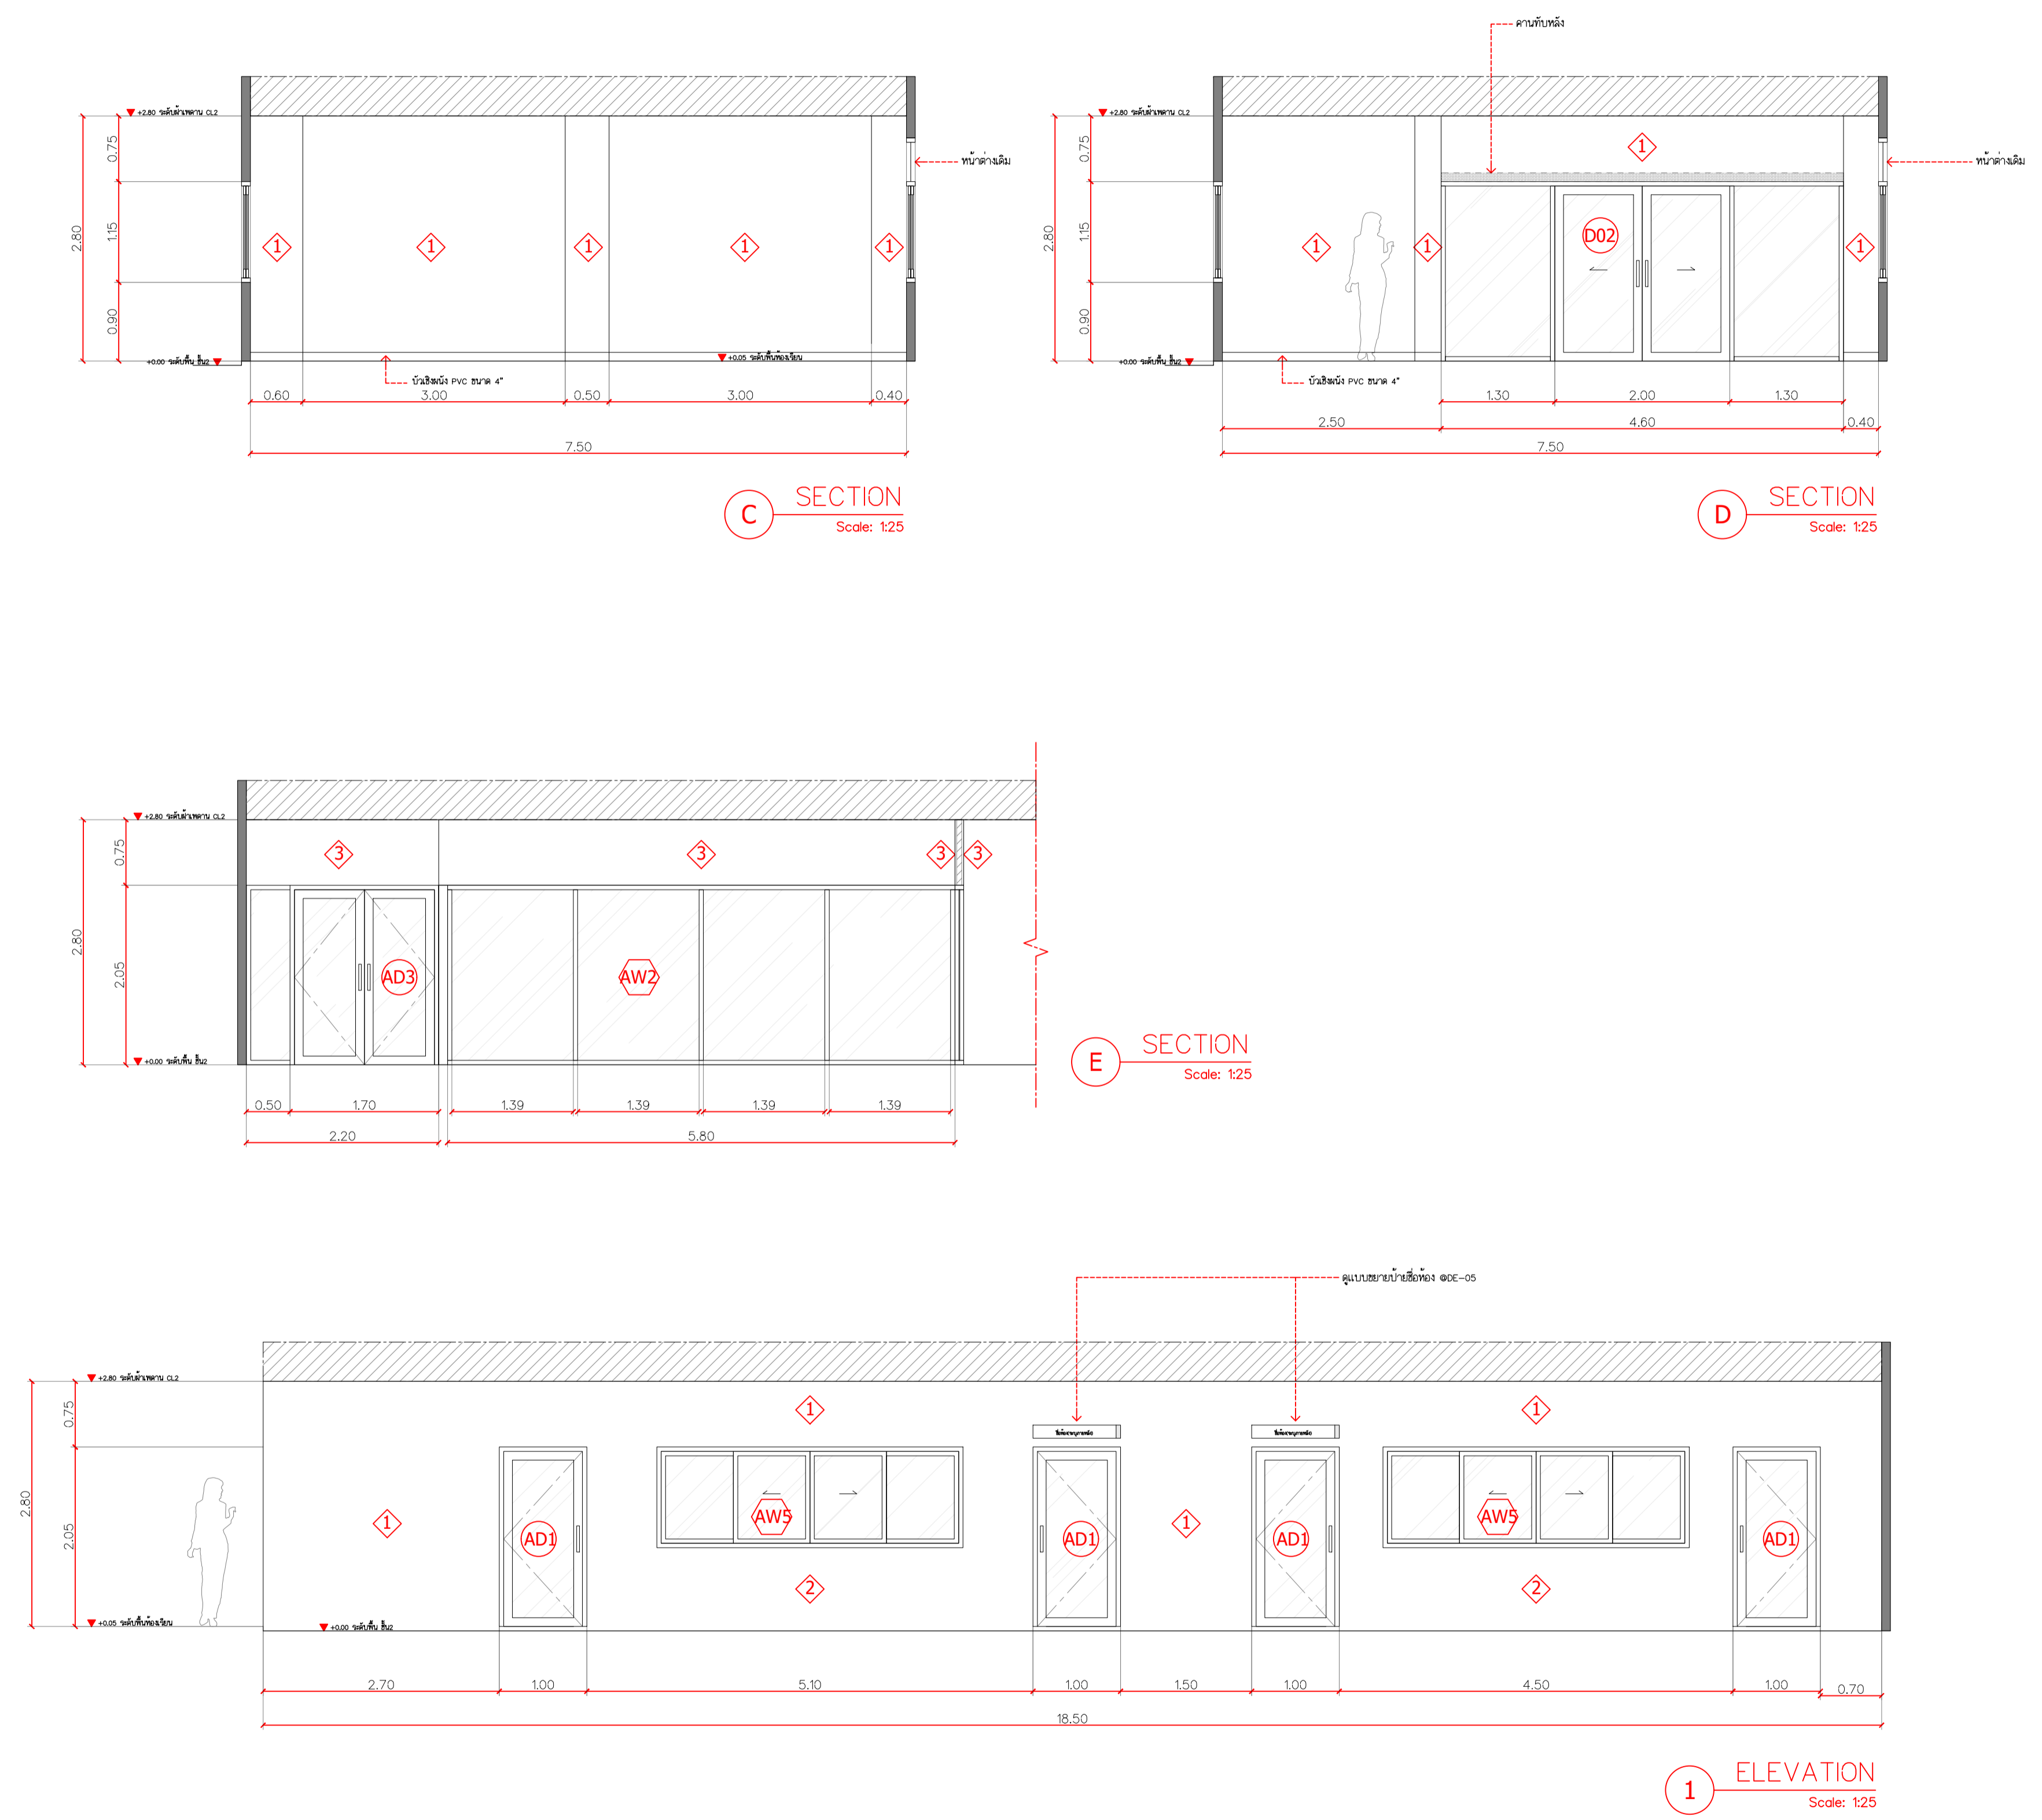 คานทับหลัง
+2.80 ระดับฝ้าเพดาน CL2
0.75
1.15
2.80
0.90
หน้าต่างเดิม
1
1
1
1
1
+0.00 ระดับพื้น ชั้น2
+0.05 ระดับพื้นห้องเรียน
บัวเชิงผนัง PVC ขนาด 4"
0.60
3.00
0.50
3.00
0.40
7.50
C
SECTION
Scale: 1:25
+2.80 ระดับฝ้าเพดาน CL2
0.75
1.15
2.80
0.90
หน้าต่างเดิม
1
D02
1
1
1
+0.00 ระดับพื้น ชั้น2
บัวเชิงผนัง PVC ขนาด 4"
1.30
2.00
1.30
2.50
4.60
0.40
7.50
D
SECTION
Scale: 1:25
+2.80 ระดับฝ้าเพดาน CL2
0.75
2.80
2.05
3
3
3
3
AD3
AW2
+0.00 ระดับพื้น ชั้น2
0.50
1.70
1.39
1.39
1.39
1.39
2.20
5.80
E
SECTION
Scale: 1:25
ดูแบบขยายป้ายชื่อห้อง @DE-05
+2.80 ระดับฝ้าเพดาน CL2
0.75
2.80
2.05
1
1
1
AD1
AW5
AD1
1
AD1
AW5
AD1
2
2
+0.05 ระดับพื้นห้องเรียน
+0.00 ระดับพื้น ชั้น2
2.70
1.00
5.10
1.00
1.50
1.00
4.50
1.00
0.70
18.50
1
ELEVATION
Scale: 1:25